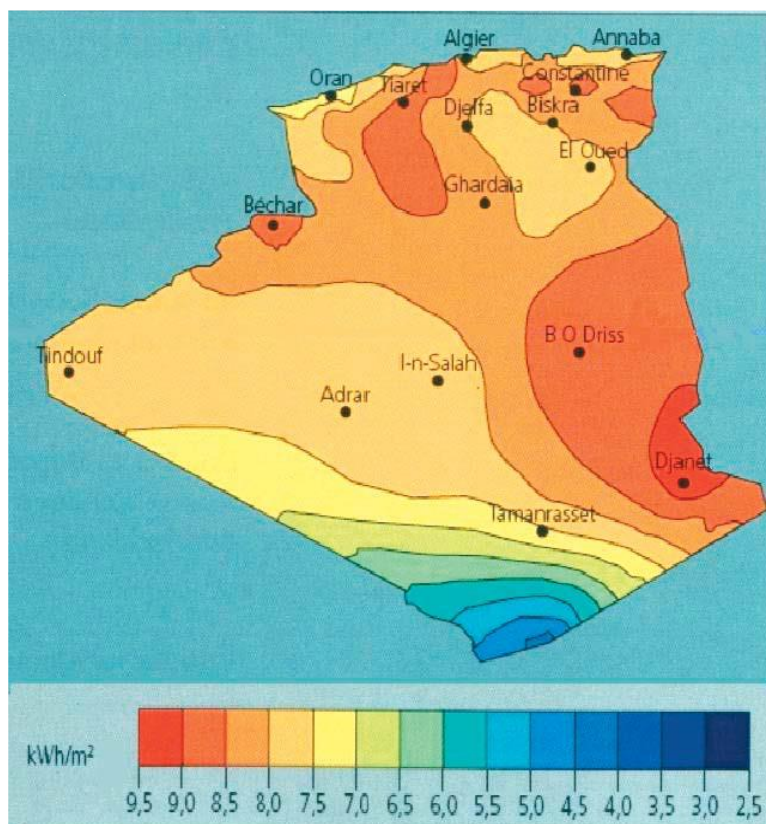 Algier
Annaba
Oran
Constantine
Tiaret
Djelfa
Biskra
El Oued
Ghardaïa
Béchar
B O Driss
Tindouf
I-n-Salah
Adrar
Djanet
Tamanrasset
kWh/m²
9,5 9,0 8,5 8,0 7,5 7,0 6,5 6,0 5,5 5,0 4,5 4,0 3,5 3,0 2,5